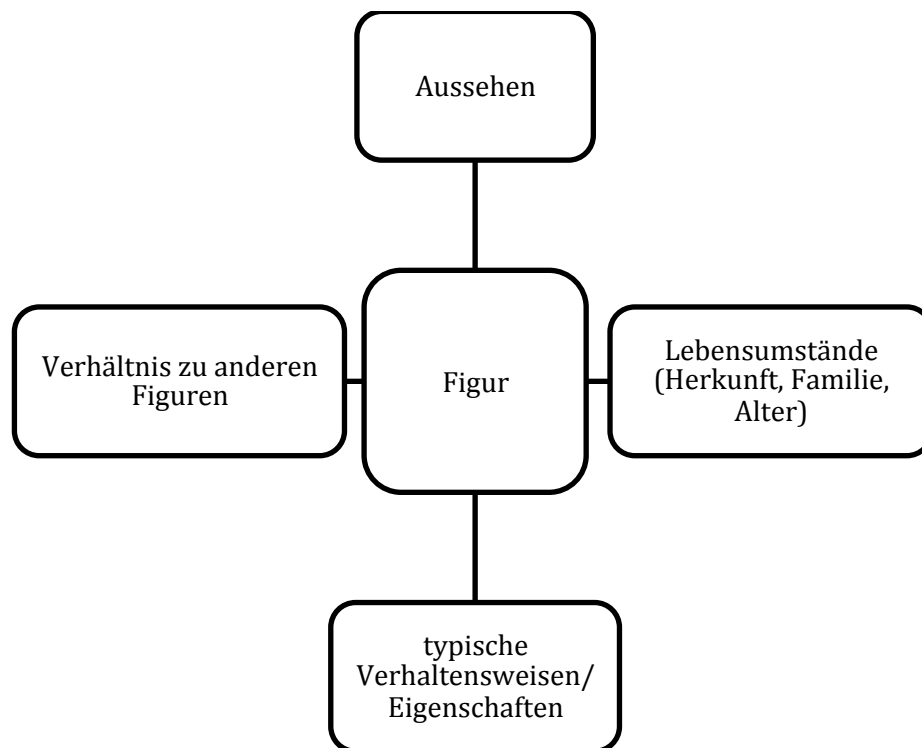 Aussehen
Verhältnis zu anderen
Figuren
Figur
Lebensumstände
(Herkunft, Familie,
Alter)
typische
Verhaltensweisen/
Eigenschaften